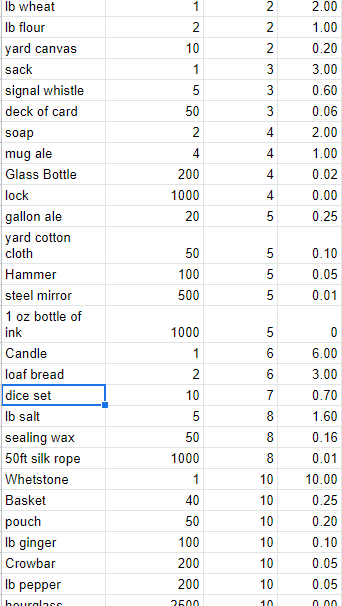 lb wheat 1 2 2.00
lb flour 2 2 1.00
yard canvas 10 2 0.20
sack 1 3 3.00
signal whistle 5 3 0.60
deck of card 50 3 0.06
soap 2 4 2.00
mug ale 4 4 1.00
Glass Bottle 200 4 0.02
lock 1000 4 0.00
gallon ale 20 5 0.25
yard cotton
cloth 50 5 0.10
Hammer 100 5 0.05
steel mirror 500 5 0.01
1 oz bottle of
ink 1000 5 0
Candle 1 6 6.00
loaf bread 2 6 3.00
dice set 10 7 0.70
lb salt 5 8 1.60
sealing wax 50 8 0.16
50ft silk rope 1000 8 0.01
Whetstone 1 10 10.00
Basket 40 10 0.25
pouch 50 10 0.20
lb ginger 100 10 0.10
Crowbar 200 10 0.05
lb pepper 200 10 0.05
hourglass 2500 10 0.00